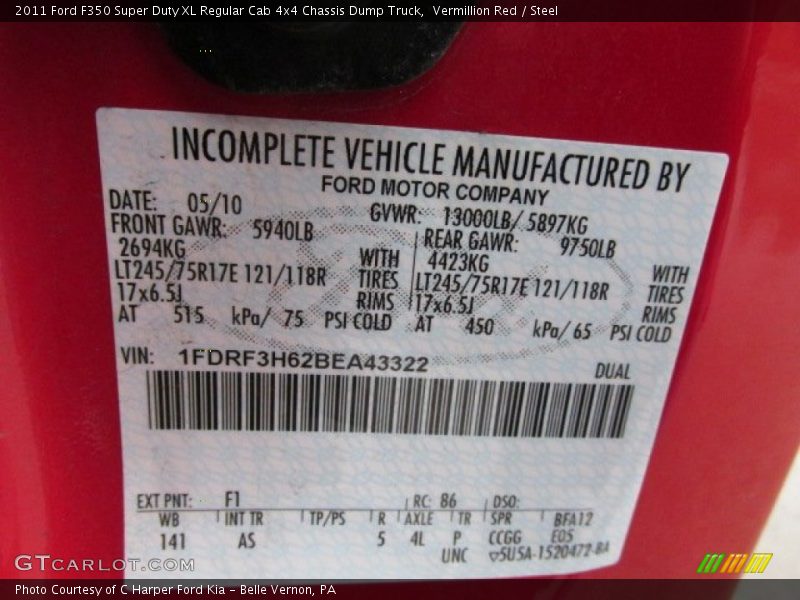 2011 Ford F350 Super Duty XL Regular Cab 4x4 Chassis Dump Truck, Vermillion Red / Steel
INCOMPLETE VEHICLE MANUFACTURED BY
FORD MOTOR COMPANY
DATE: 05/10 GVWR: 13000LB/ 5897KG
FRONT GAWR: 5940LB REAR GAWR: 9750LB
2694KG WITH 4423KG WITH
LT245/75R17E 121/118R TIRES LT245/75R17E 121/118R TIRES
17x6.5J RIMS 17x6.5J RIMS
AT 515 kPa/ 75 PSI COLD AT 450 kPa/ 65 PSI COLD
VIN: 1FDRF3H62BEA43322 DUAL
EXT PNT: F1 RC: 86 DSO:
WB INT TR TP/PS R AXLE TR SPR BFA12
141 AS 5 4L P CCGG EOS
UNC 5U5A-1520472-BA
GTCarlot.com
Photo Courtesy of C Harper Ford Kia - Belle Vernon, PA